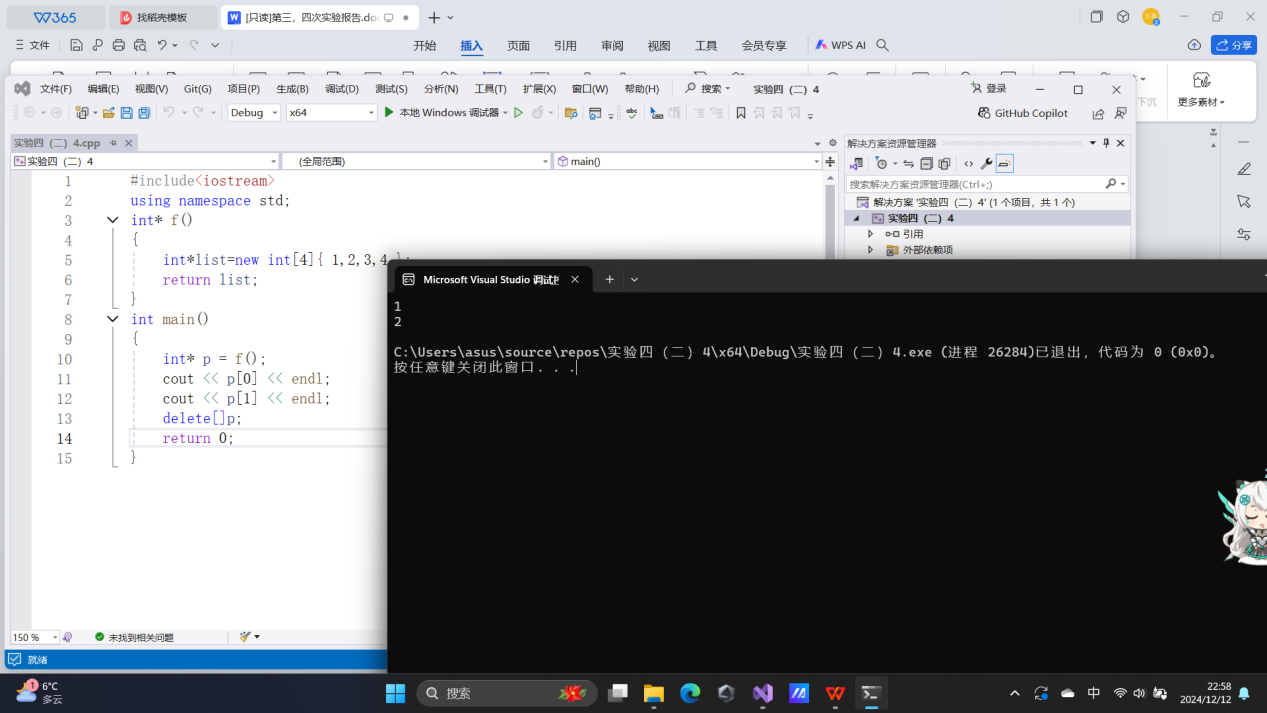 W365
找稻壳模板
[只读]第三，四次实验报告.doc
文件
开始
插入
页面
引用
审阅
视图
工具
会员专享
WPS AI
分享
更多素材
文件(F)
编辑(E)
视图(V)
Git(G)
项目(P)
生成(B)
调试(D)
测试(S)
分析(N)
工具(T)
扩展(X)
窗口(W)
帮助(H)
搜索
实验四（二）4
登录
Debug
x64
本地 Windows 调试器
GitHub Copilot
实验四（二）4.cpp
实验四（二）4
(全局范围)
main()
1 #include<iostream>
2 using namespace std;
3 int* f()
4 {
5 int*list=new int[4]{ 1,2,3,4 };
6 return list;
7 }
8 int main()
9 {
10 int* p = f();
11 cout << p[0] << endl;
12 cout << p[1] << endl;
13 delete[]p;
14 return 0;
15 }
解决方案资源管理器
搜索解决方案资源管理器(Ctrl+;)
解决方案 '实验四（二）4' (1 个项目，共 1 个)
实验四（二）4
引用
外部依赖项
Microsoft Visual Studio 调试
1
2
C:\Users\asus\source\repos\实验四（二）4\x64\Debug\实验四（二）4.exe (进程 26284)已退出，代码为 0 (0x0)。
按任意键关闭此窗口. . .
150 %
未找到相关问题
就绪
1
6°C
多云
搜索
中
22:58
2024/12/12